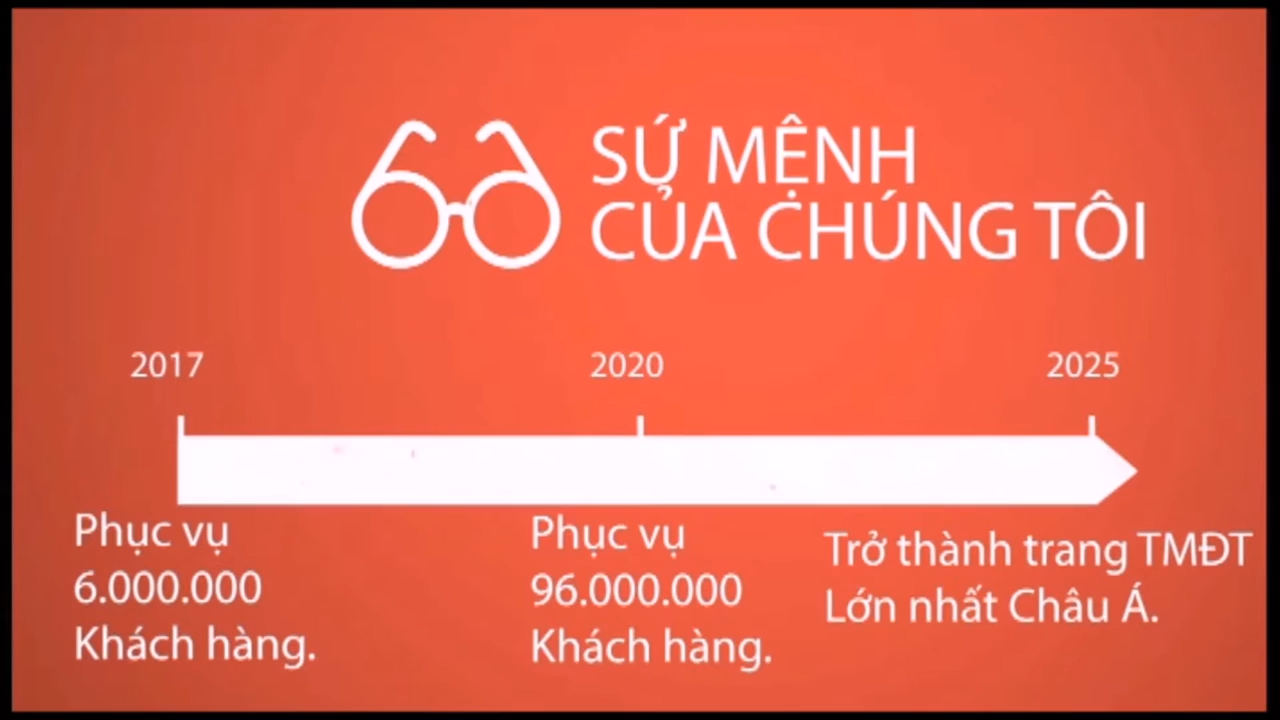 SỨ MỆNH
CỦA CHÚNG TÔI
2017
2020
2025
Phục vụ
6.000.000
Khách hàng.
Phục vụ
96.000.000
Khách hàng.
Trở thành trang TMĐT
Lớn nhất Châu Á.